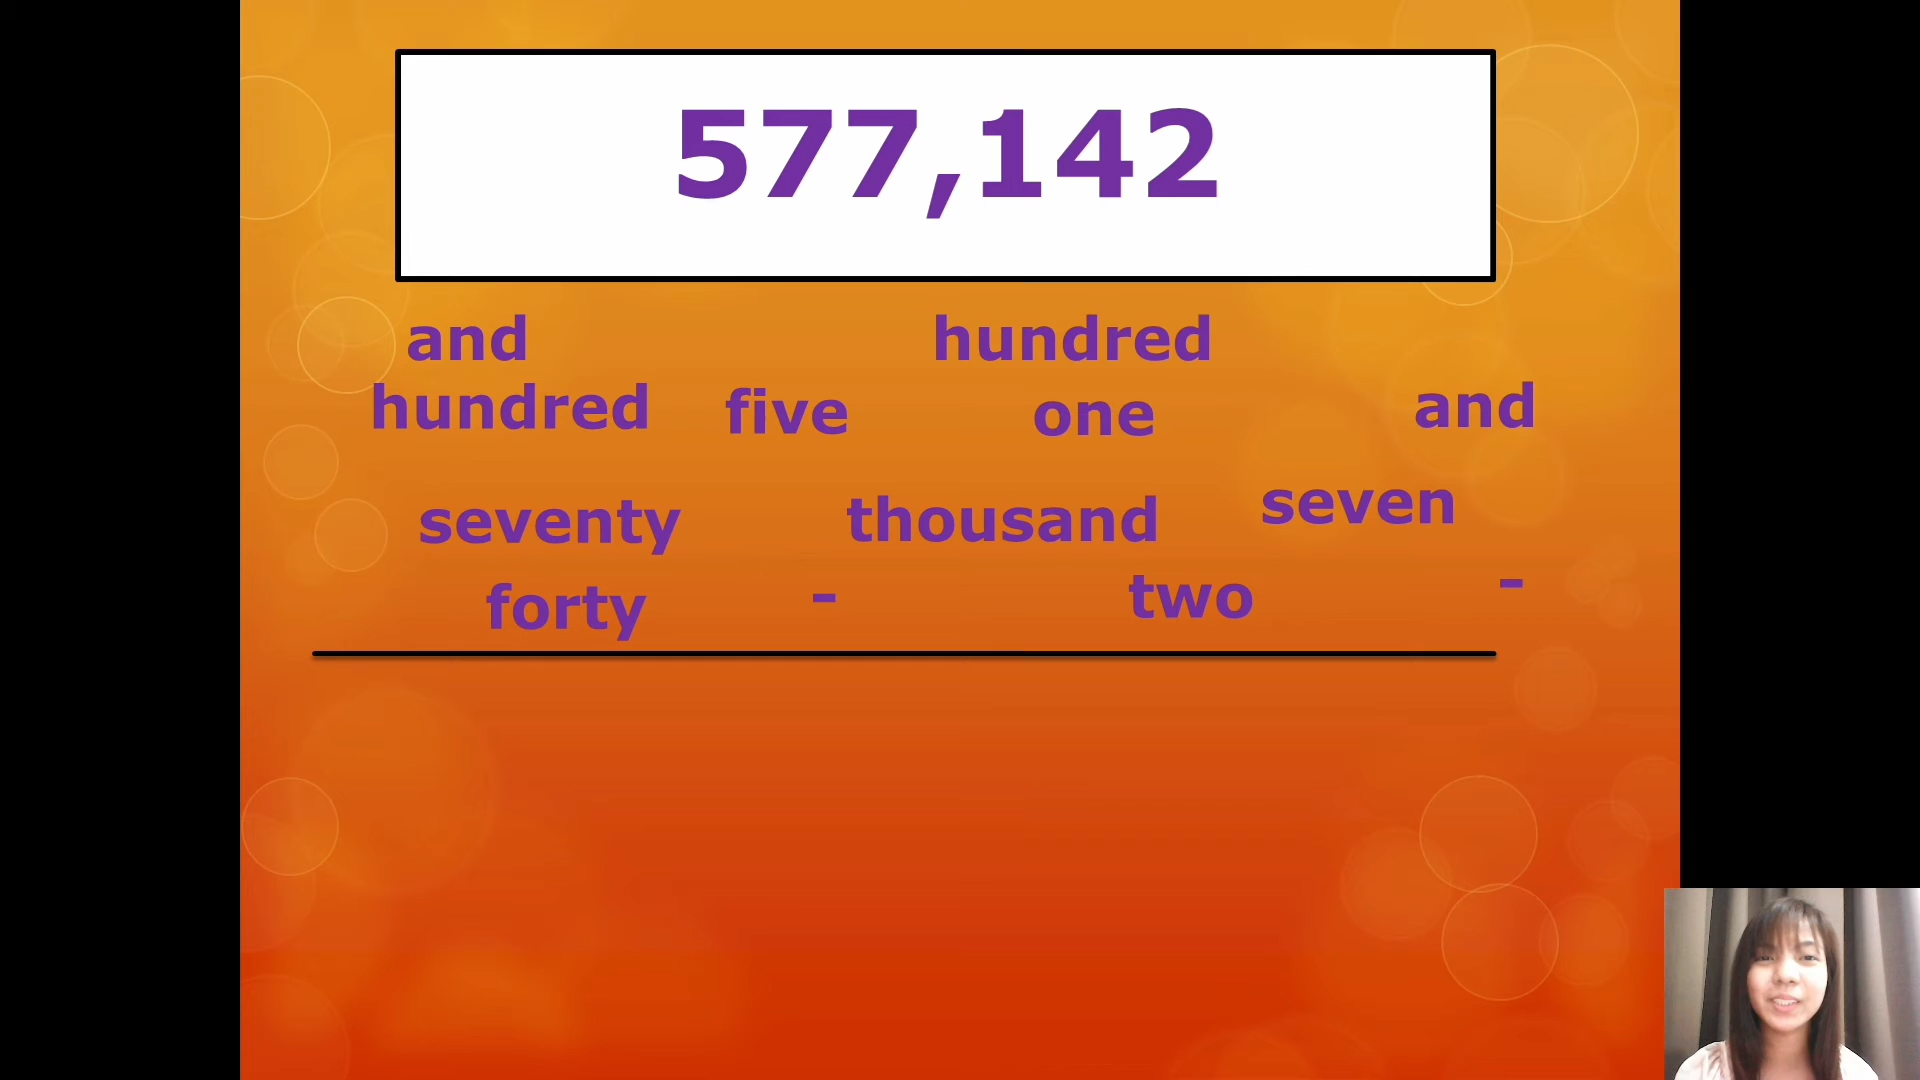 577,142
and hundred
hundred five one and
seventy thousand seven
forty - two -